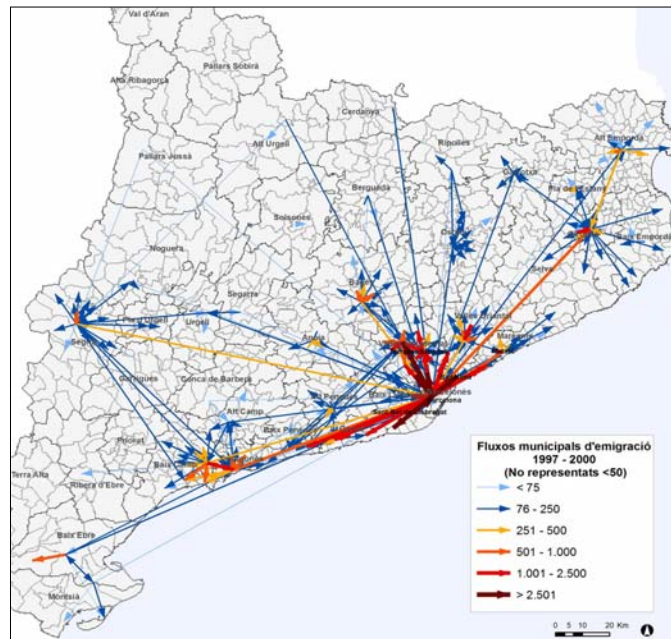 Val d'Aran
Pallars Sobirà
Alta Ribagorça
Cerdanya
Alt Urgell
Ripollès
Alt Empordà
Pallars Jussà
Garrotxa
Pla de l'Estany
Berguedà
Solsonès
Osona
Baix Empordà
Noguera
Bages
Selva
Segarra
Vallès Oriental
Pla d'Urgell
Urgell
Maresme
Anoia
Garrigues
Conca de Barberà
Barcelona
Alt Camp
Baix Penedès
Priorat
Baix Camp
Terra Alta
Ribera d'Ebre
Baix Ebre
Montsià
Fluxos municipals d'emigració
1997 - 2000
(No representats <50)
< 75
76 - 250
251 - 500
501 - 1.000
1.001 - 2.500
> 2.501
0 5 10 20 Km